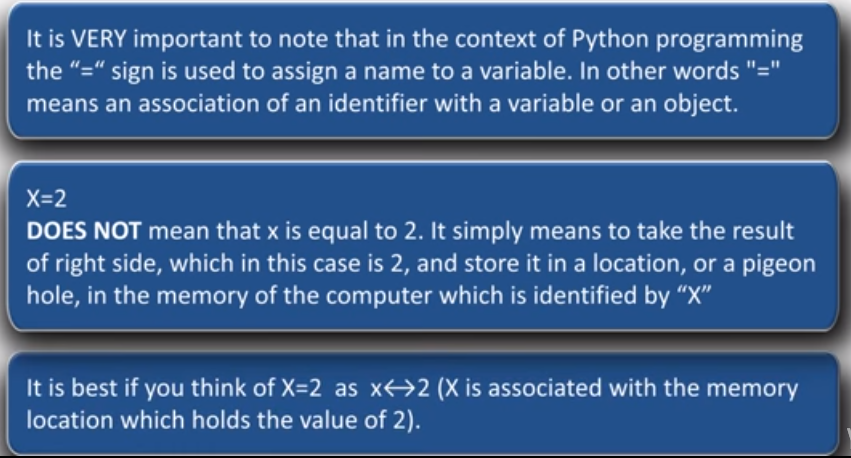 It is VERY important to note that in the context of Python programming
the “=“ sign is used to assign a name to a variable. In other words "="
means an association of an identifier with a variable or an object.
X=2
DOES NOT mean that x is equal to 2. It simply means to take the result
of right side, which in this case is 2, and store it in a location, or a pigeon
hole, in the memory of the computer which is identified by “X”
It is best if you think of X=2 as x↔2 (X is associated with the memory
location which holds the value of 2).